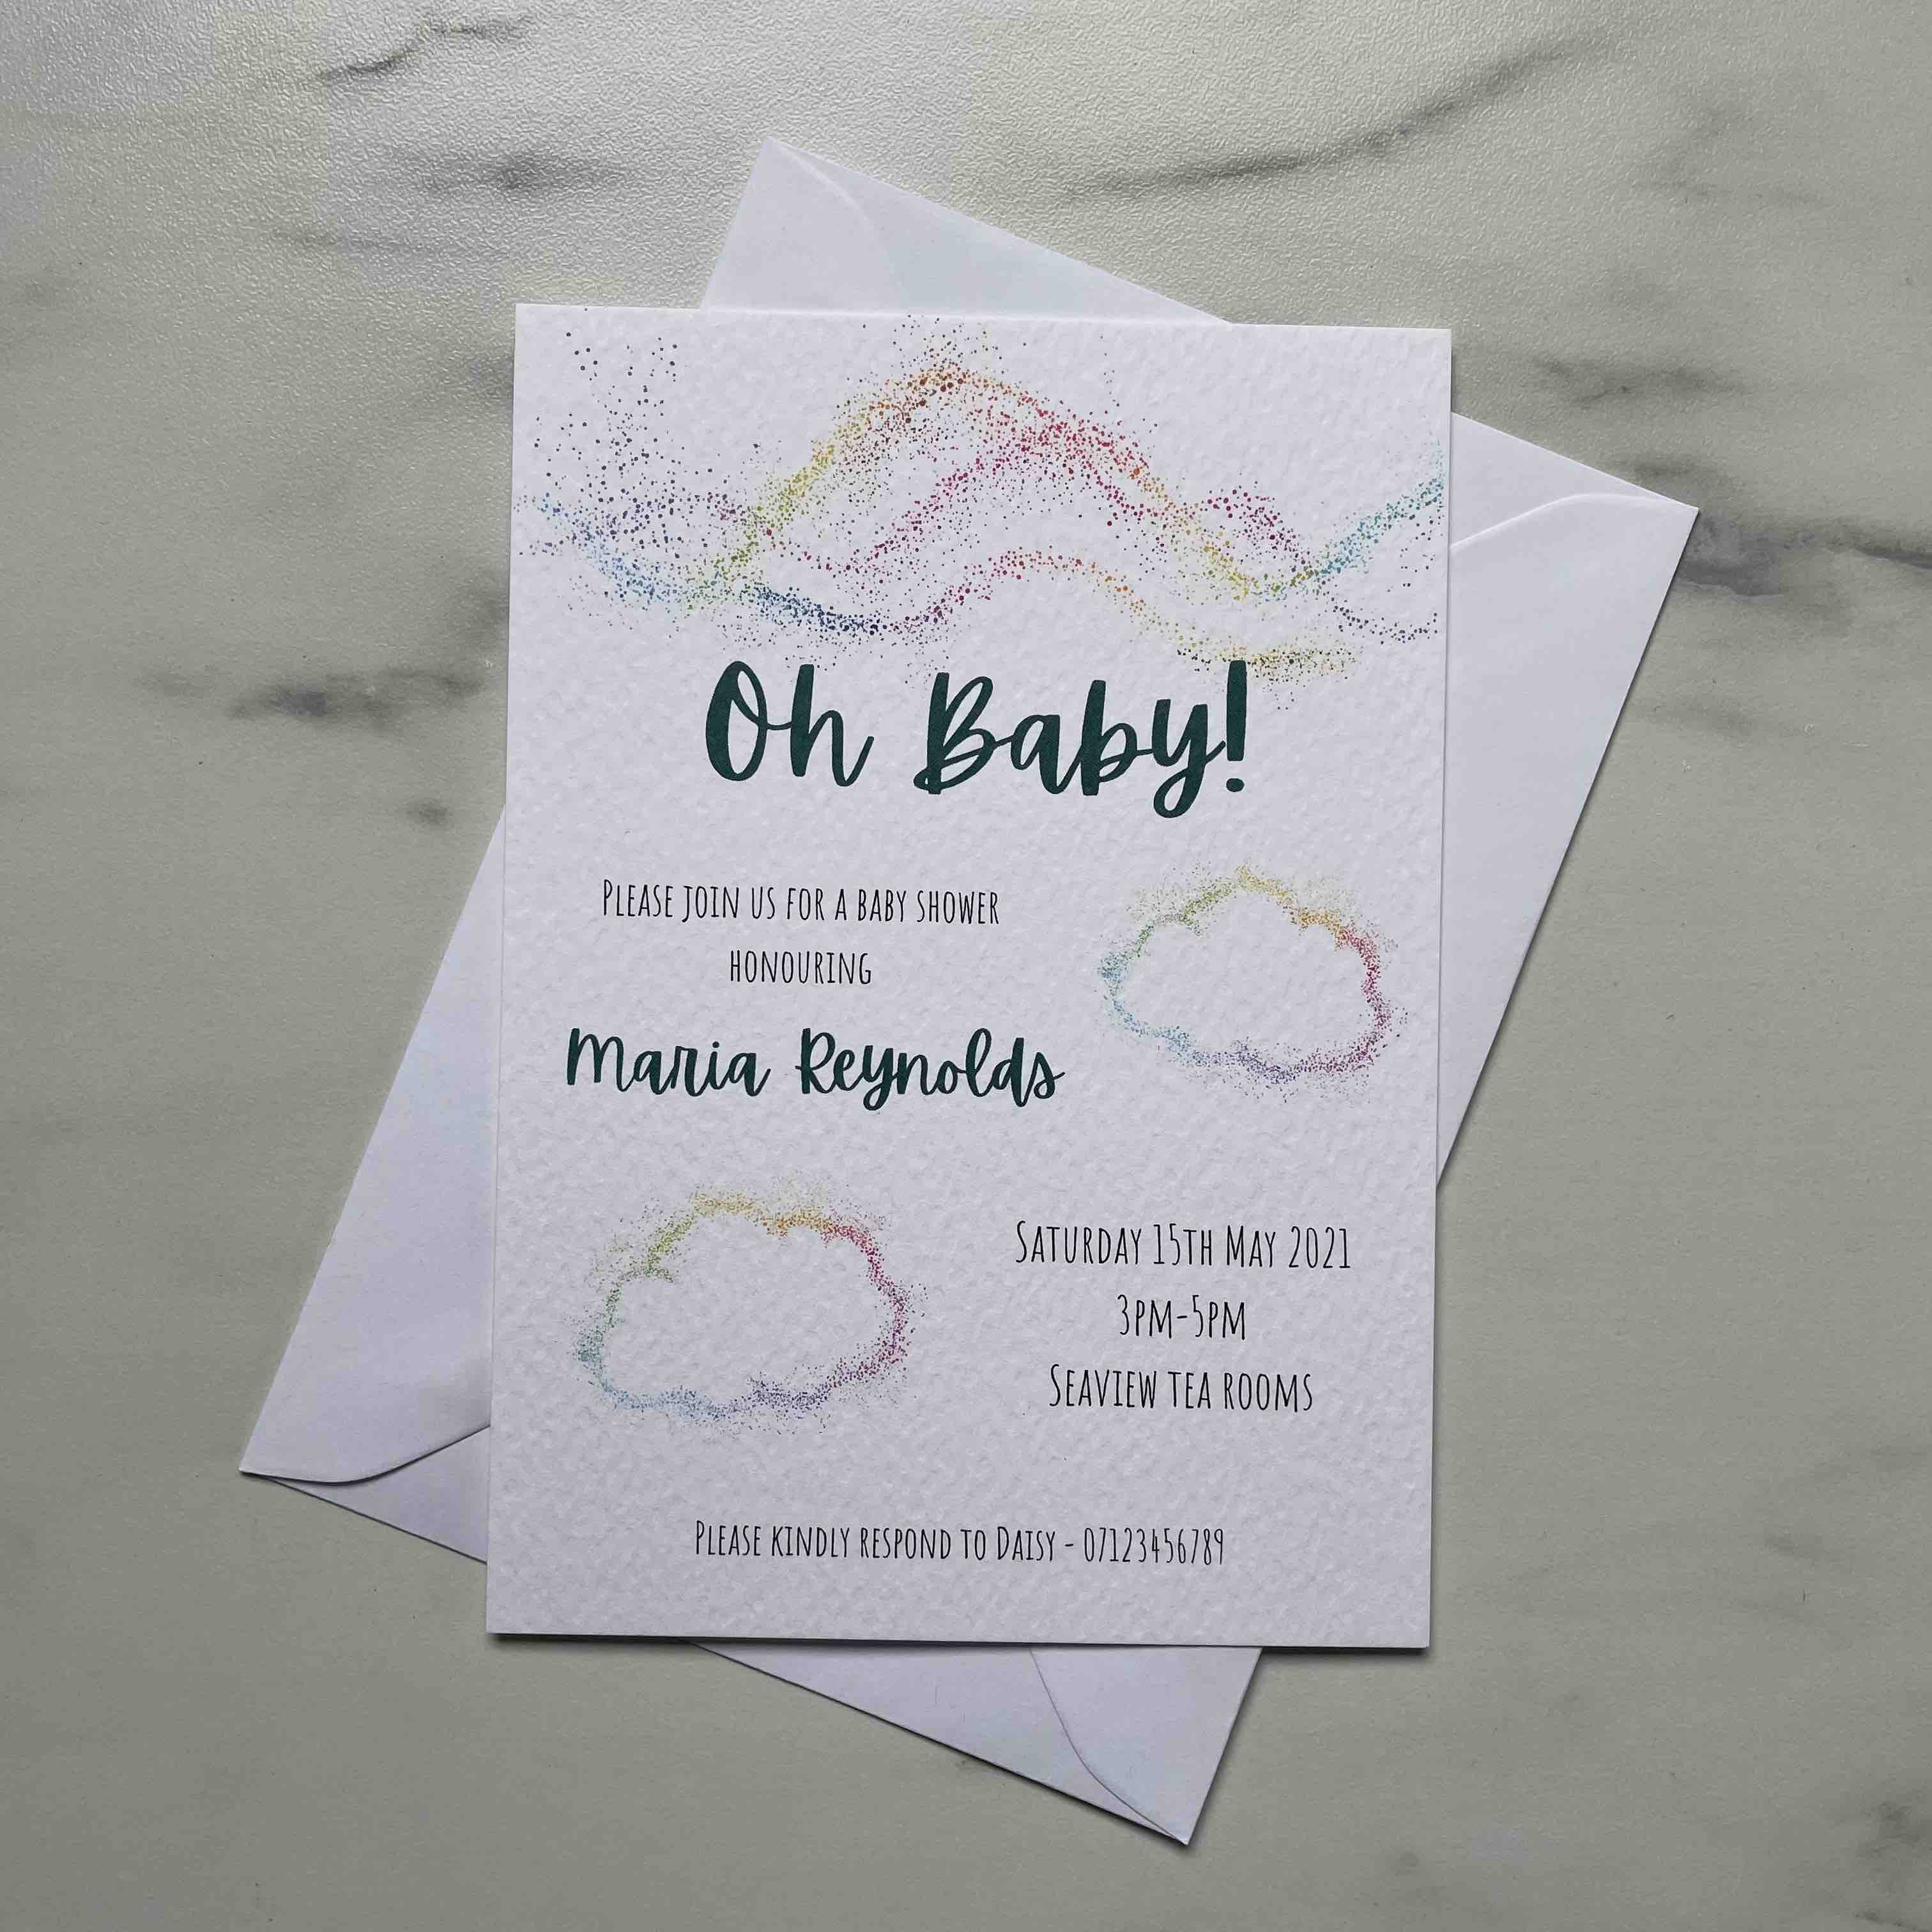 Oh Baby!
Please join us for a baby shower
honouring
Maria Reynolds
Saturday 15th May 2021
3pm-5pm
Seaview tea rooms
Please kindly respond to Daisy - 07123456789